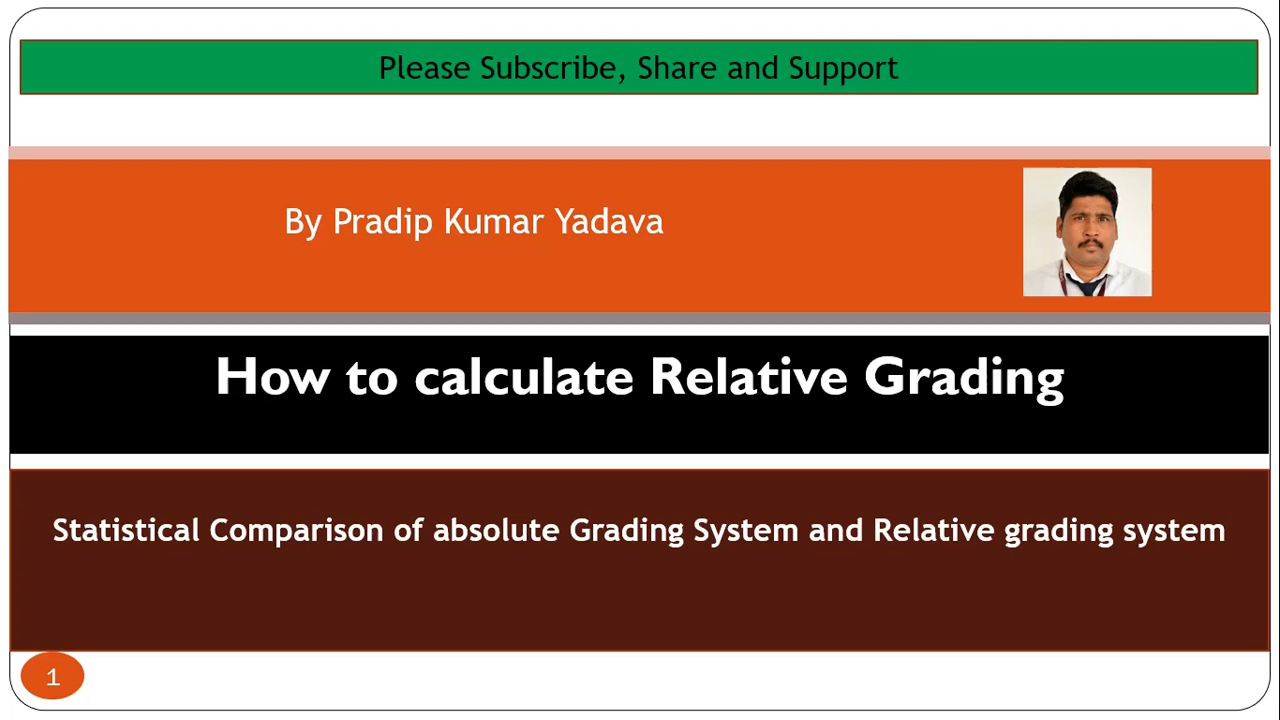 Please Subscribe, Share and Support
By Pradip Kumar Yadava
How to calculate Relative Grading
Statistical Comparison of absolute Grading System and Relative grading system
1